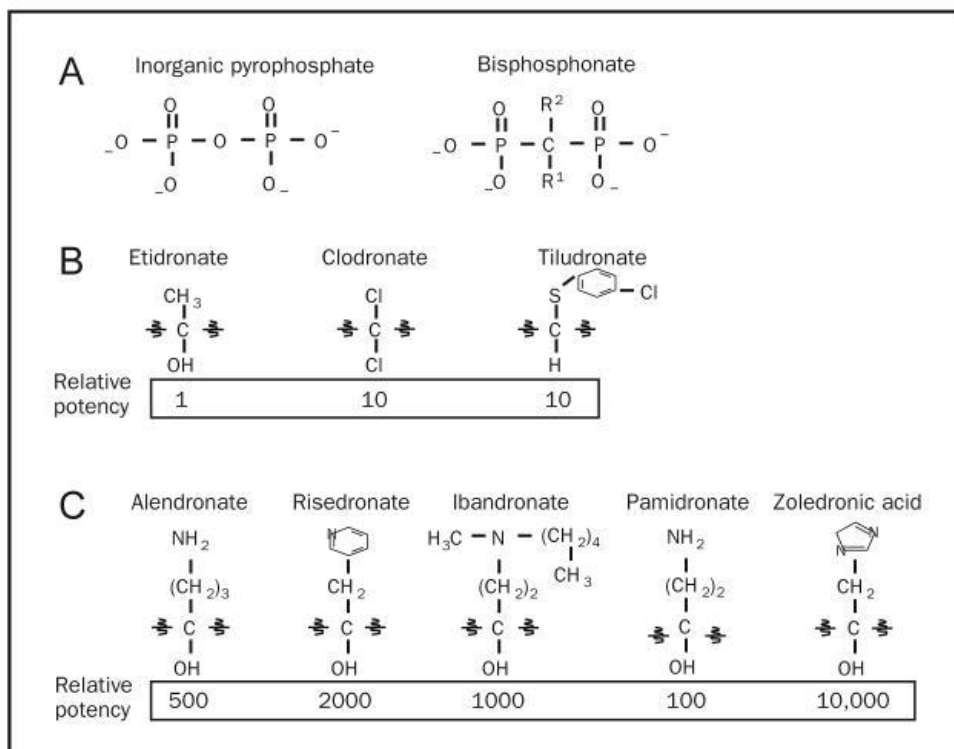 A
Inorganic pyrophosphate
Bisphosphonate
O O
–O – P – O – P – O–
–O O–
O R² O
–O – P – C – P – O–
–O R¹ O–
B
Etidronate Clodronate Tiludronate
CH₃ Cl S Cl
C C C
OH Cl H
Relative potency
1 10 10
C
Alendronate Risedronate Ibandronate Pamidronate Zoledronic acid
NH₂ N H₃C – N – (CH₂)₄ NH₂ N N
CH₃
(CH₂)₃ CH₂ (CH₂)₂ (CH₂)₂ CH₂
C C C C C
OH OH OH OH OH
Relative potency
500 2000 1000 100 10,000